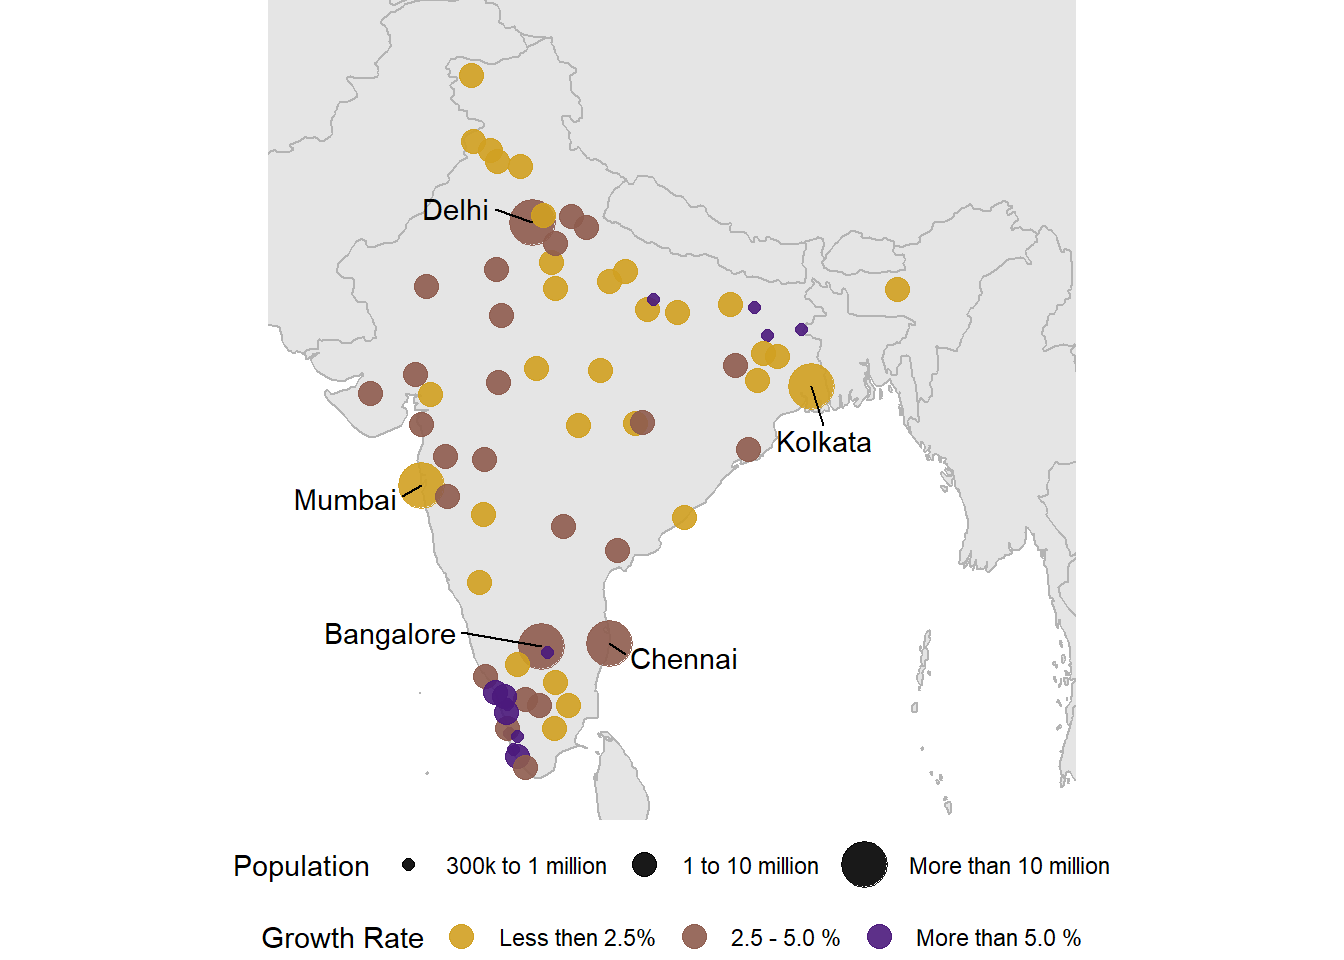 Delhi
Kolkata
Mumbai
Bangalore
Chennai
Population 300k to 1 million 1 to 10 million More than 10 million
Growth Rate Less then 2.5% 2.5 - 5.0 % More than 5.0 %